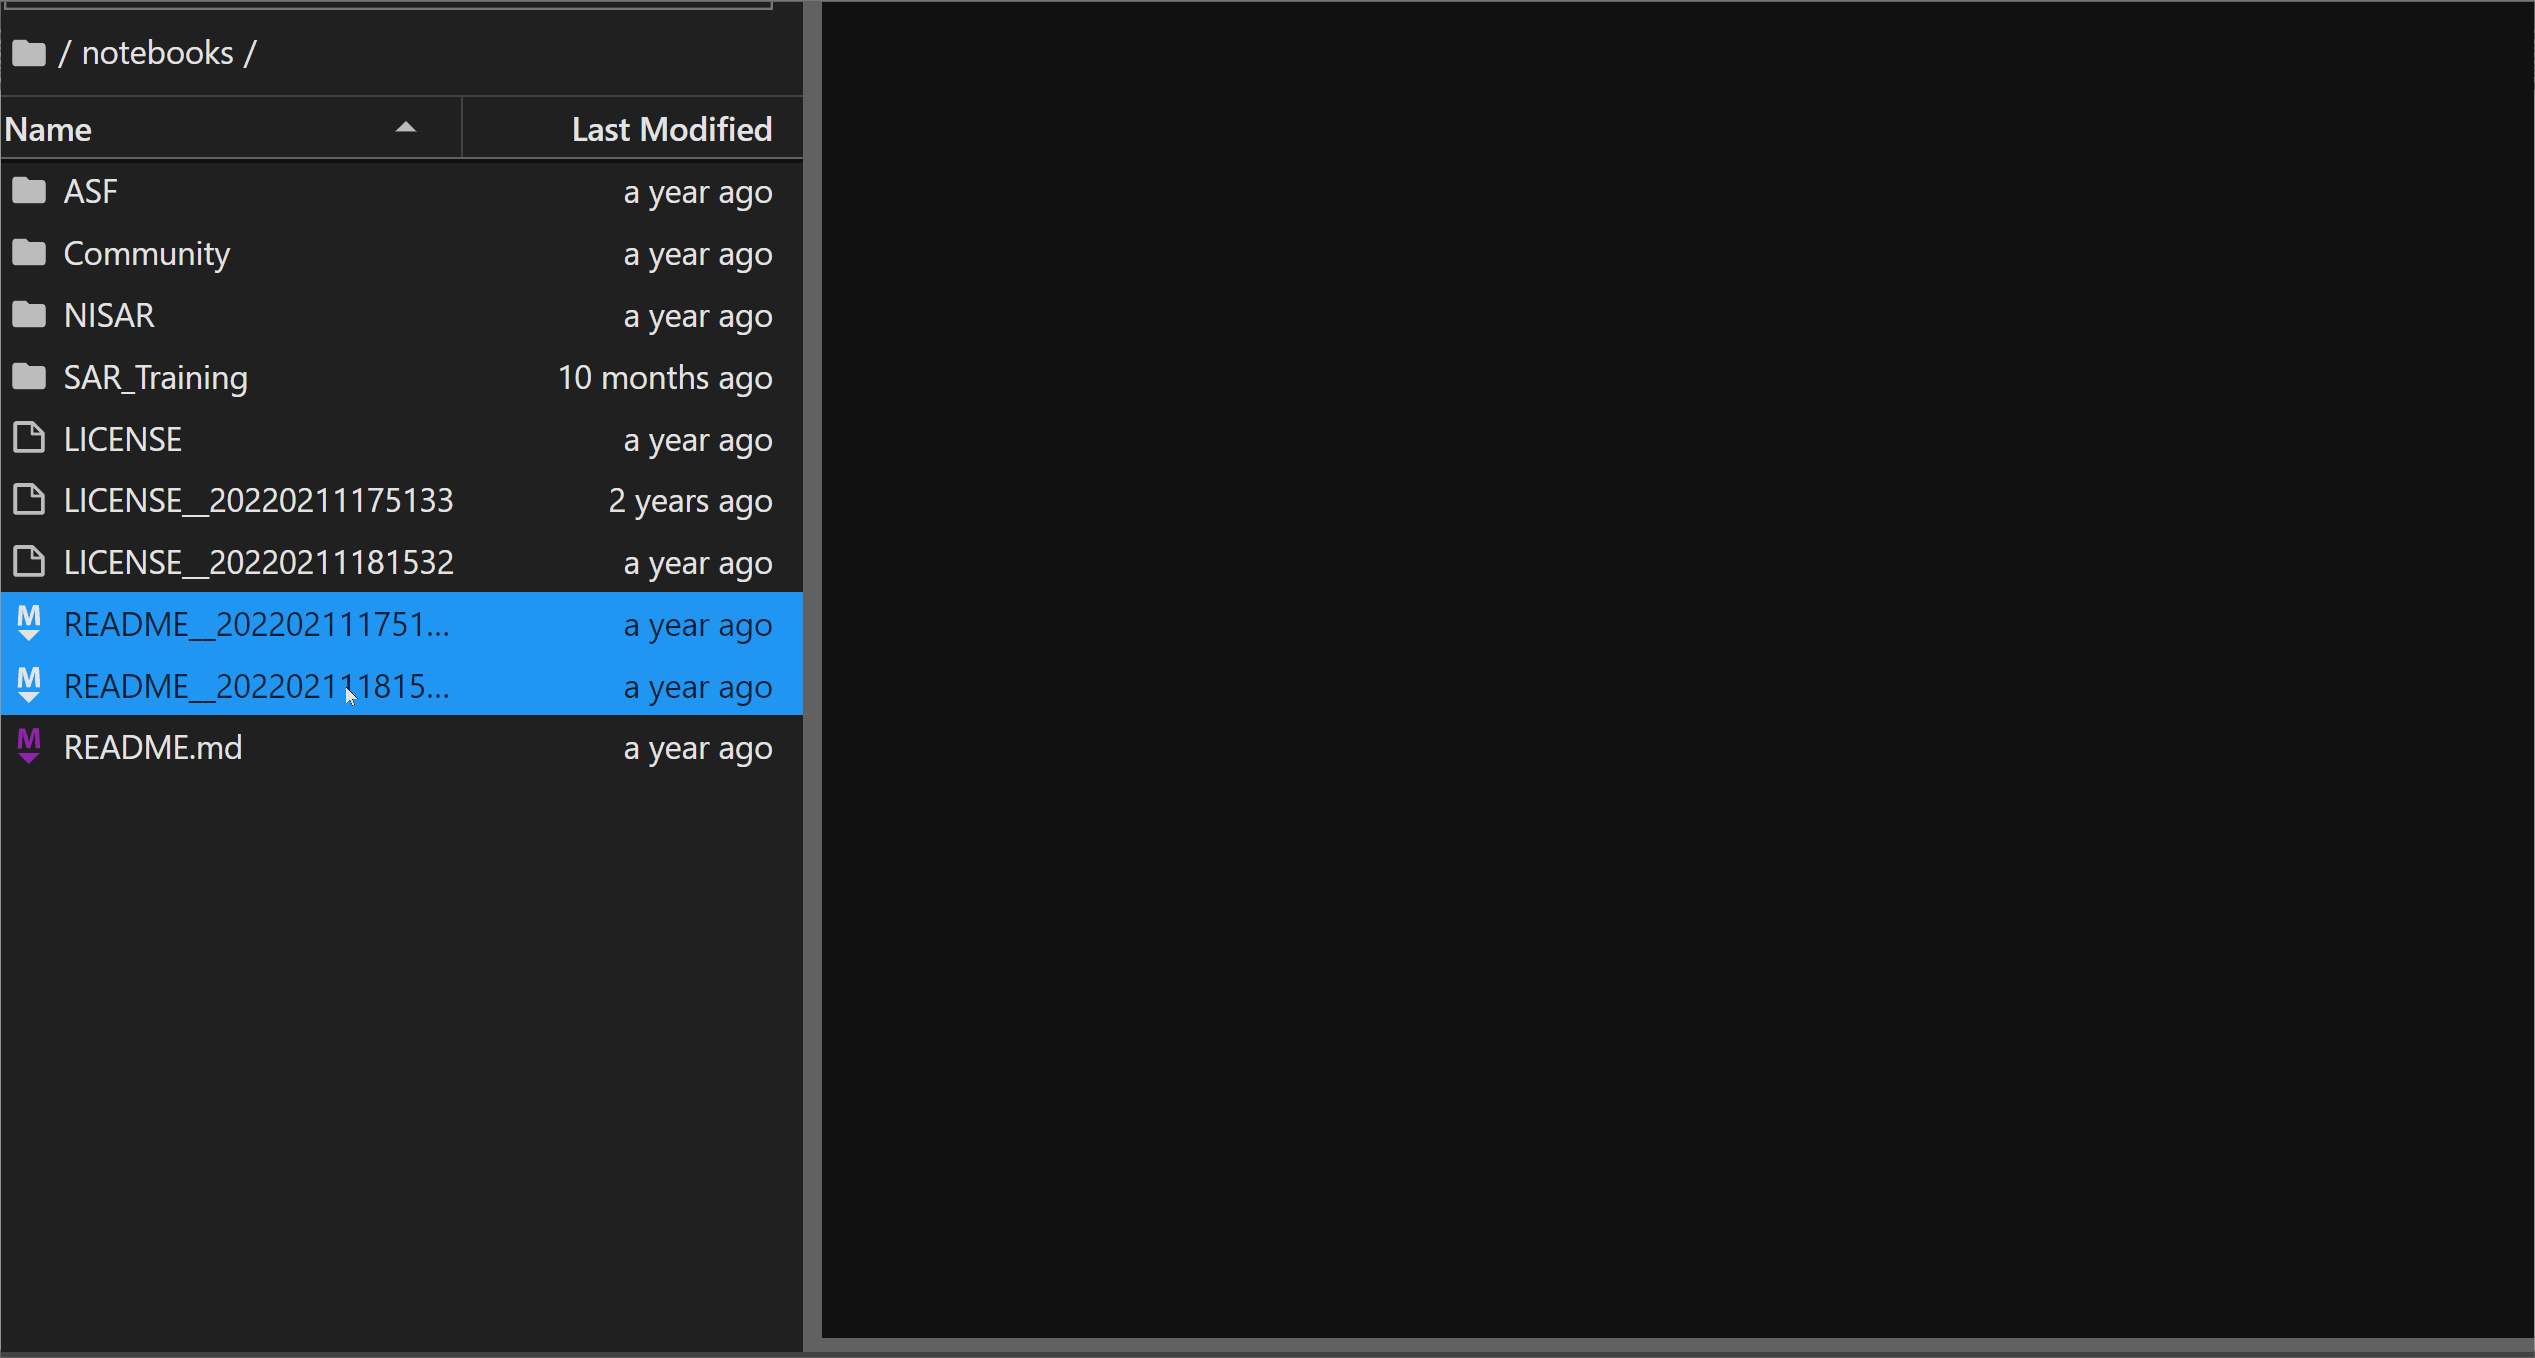 / notebooks /
Name Last Modified
ASF a year ago
Community a year ago
NISAR a year ago
SAR_Training 10 months ago
LICENSE a year ago
LICENSE__20220211175133 2 years ago
LICENSE__20220211181532 a year ago
README__202202111751... a year ago
README__202202111815... a year ago
README.md a year ago